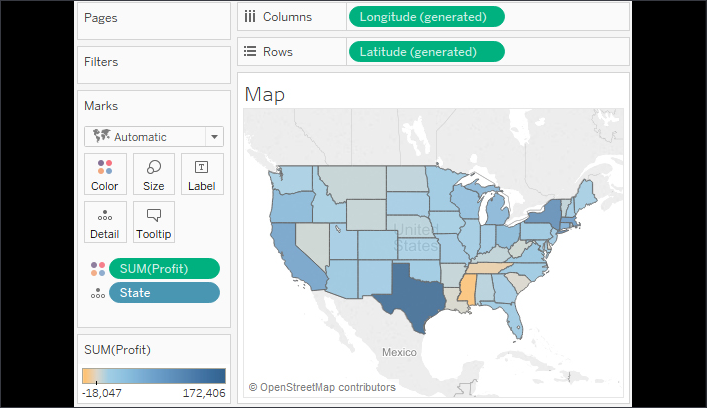 Pages
Columns
Longitude (generated)
Rows
Latitude (generated)
Filters
Marks
Automatic
Color
Size
Label
Detail
Tooltip
SUM(Profit)
State
SUM(Profit)
-18,047
172,406
Map
United
States
Mexico
© OpenStreetMap contributors